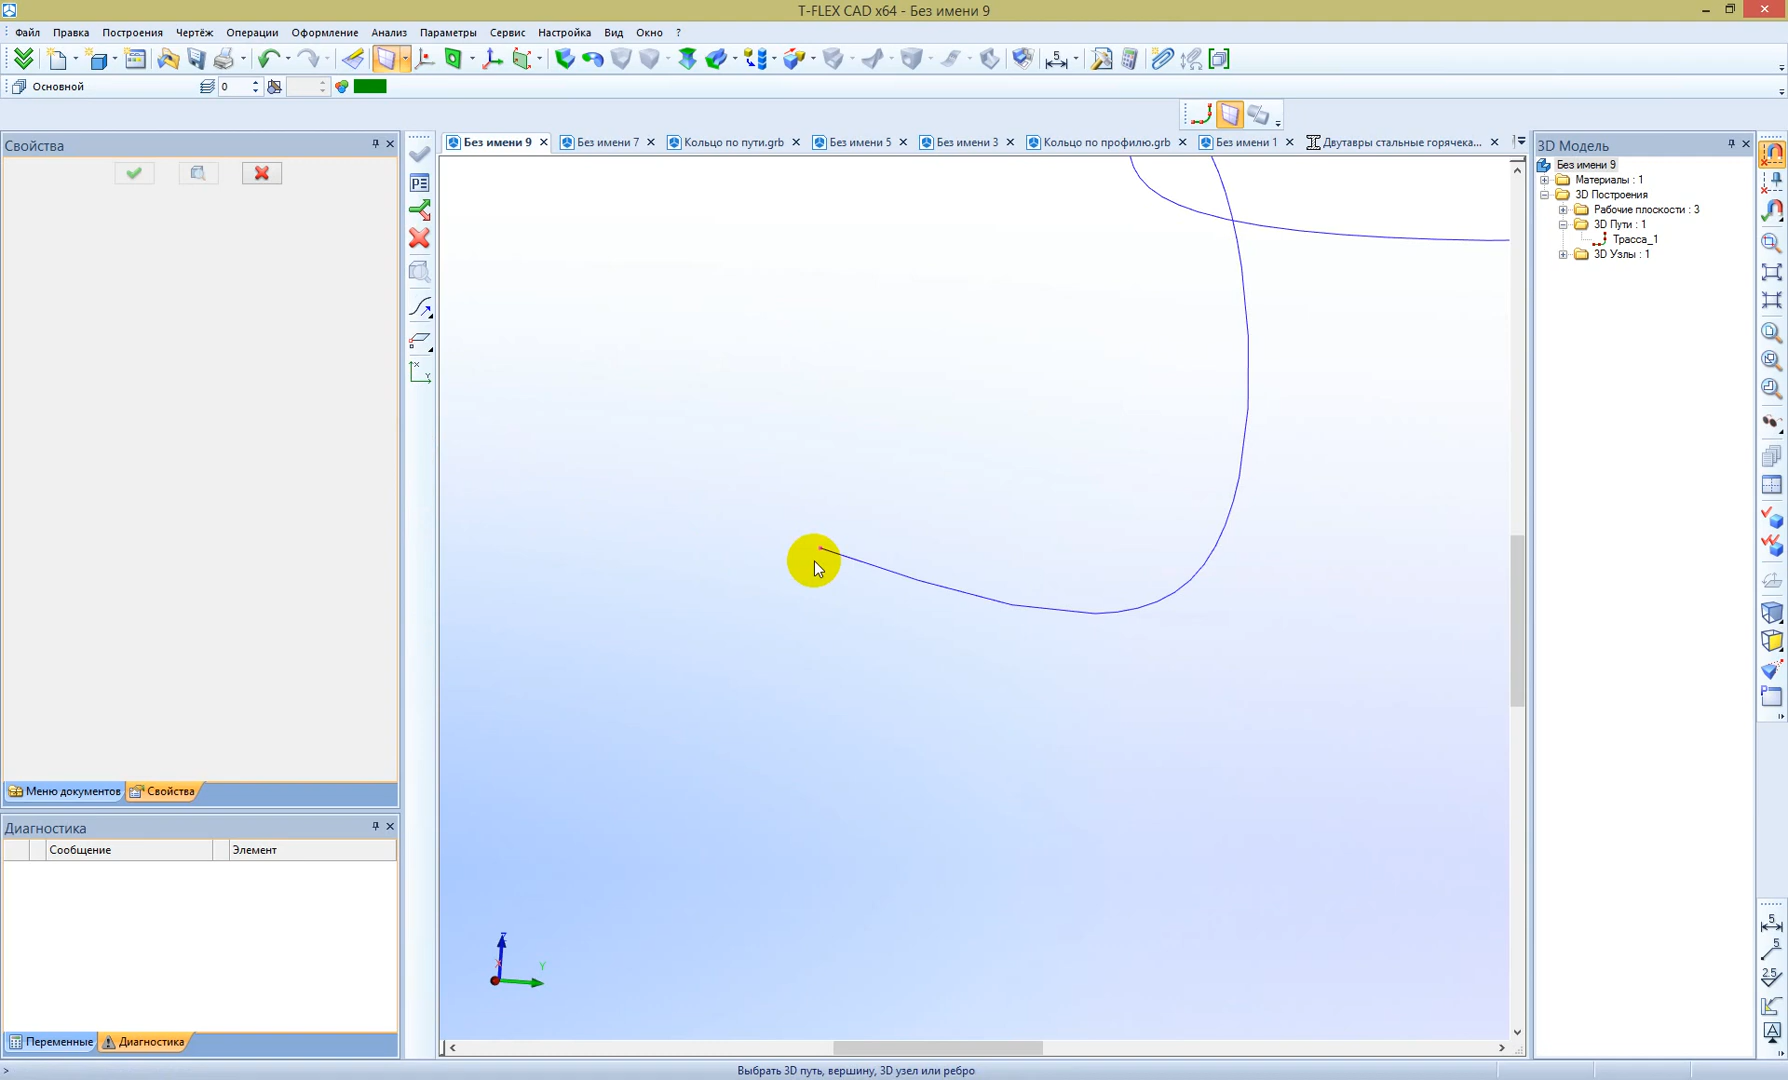 T-FLEX CAD x64 - Без имени 9
Файл Правка Построения Чертёж Операции Оформление Анализ Параметры Сервис Настройка Вид Окно ?
Основной 0
Без имени 9 Без имени 7 Кольцо по пути.grb Без имени 5 Без имени 3 Кольцо по профилю.grb Без имени 1 Двутавры стальные горячека...
Свойства
3D Модель
Без имени 9
Материалы : 1
3D Построения
Рабочие плоскости : 3
3D Пути : 1
Трасса_1
3D Узлы : 1
Меню документов Свойства
Диагностика
Сообщение Элемент
Переменные Диагностика
Z
X
Y
5
5
2.5
A
> Выбрать 3D путь, вершину, 3D узел или ребро